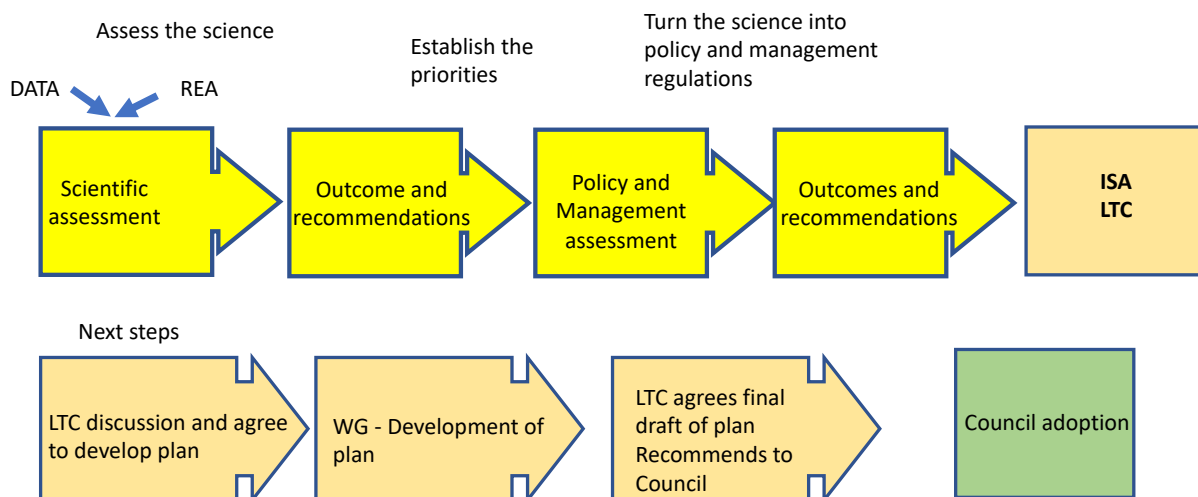 Assess the science
Establish the
priorities
Turn the science into
policy and management
regulations
DATA
REA
Scientific
assessment
Outcome and
recommendations
Policy and
Management
assessment
Outcomes and
recommendations
ISA
LTC
Next steps
LTC discussion and agree
to develop plan
WG - Development of
plan
LTC agrees final
draft of plan
Recommends to
Council
Council adoption